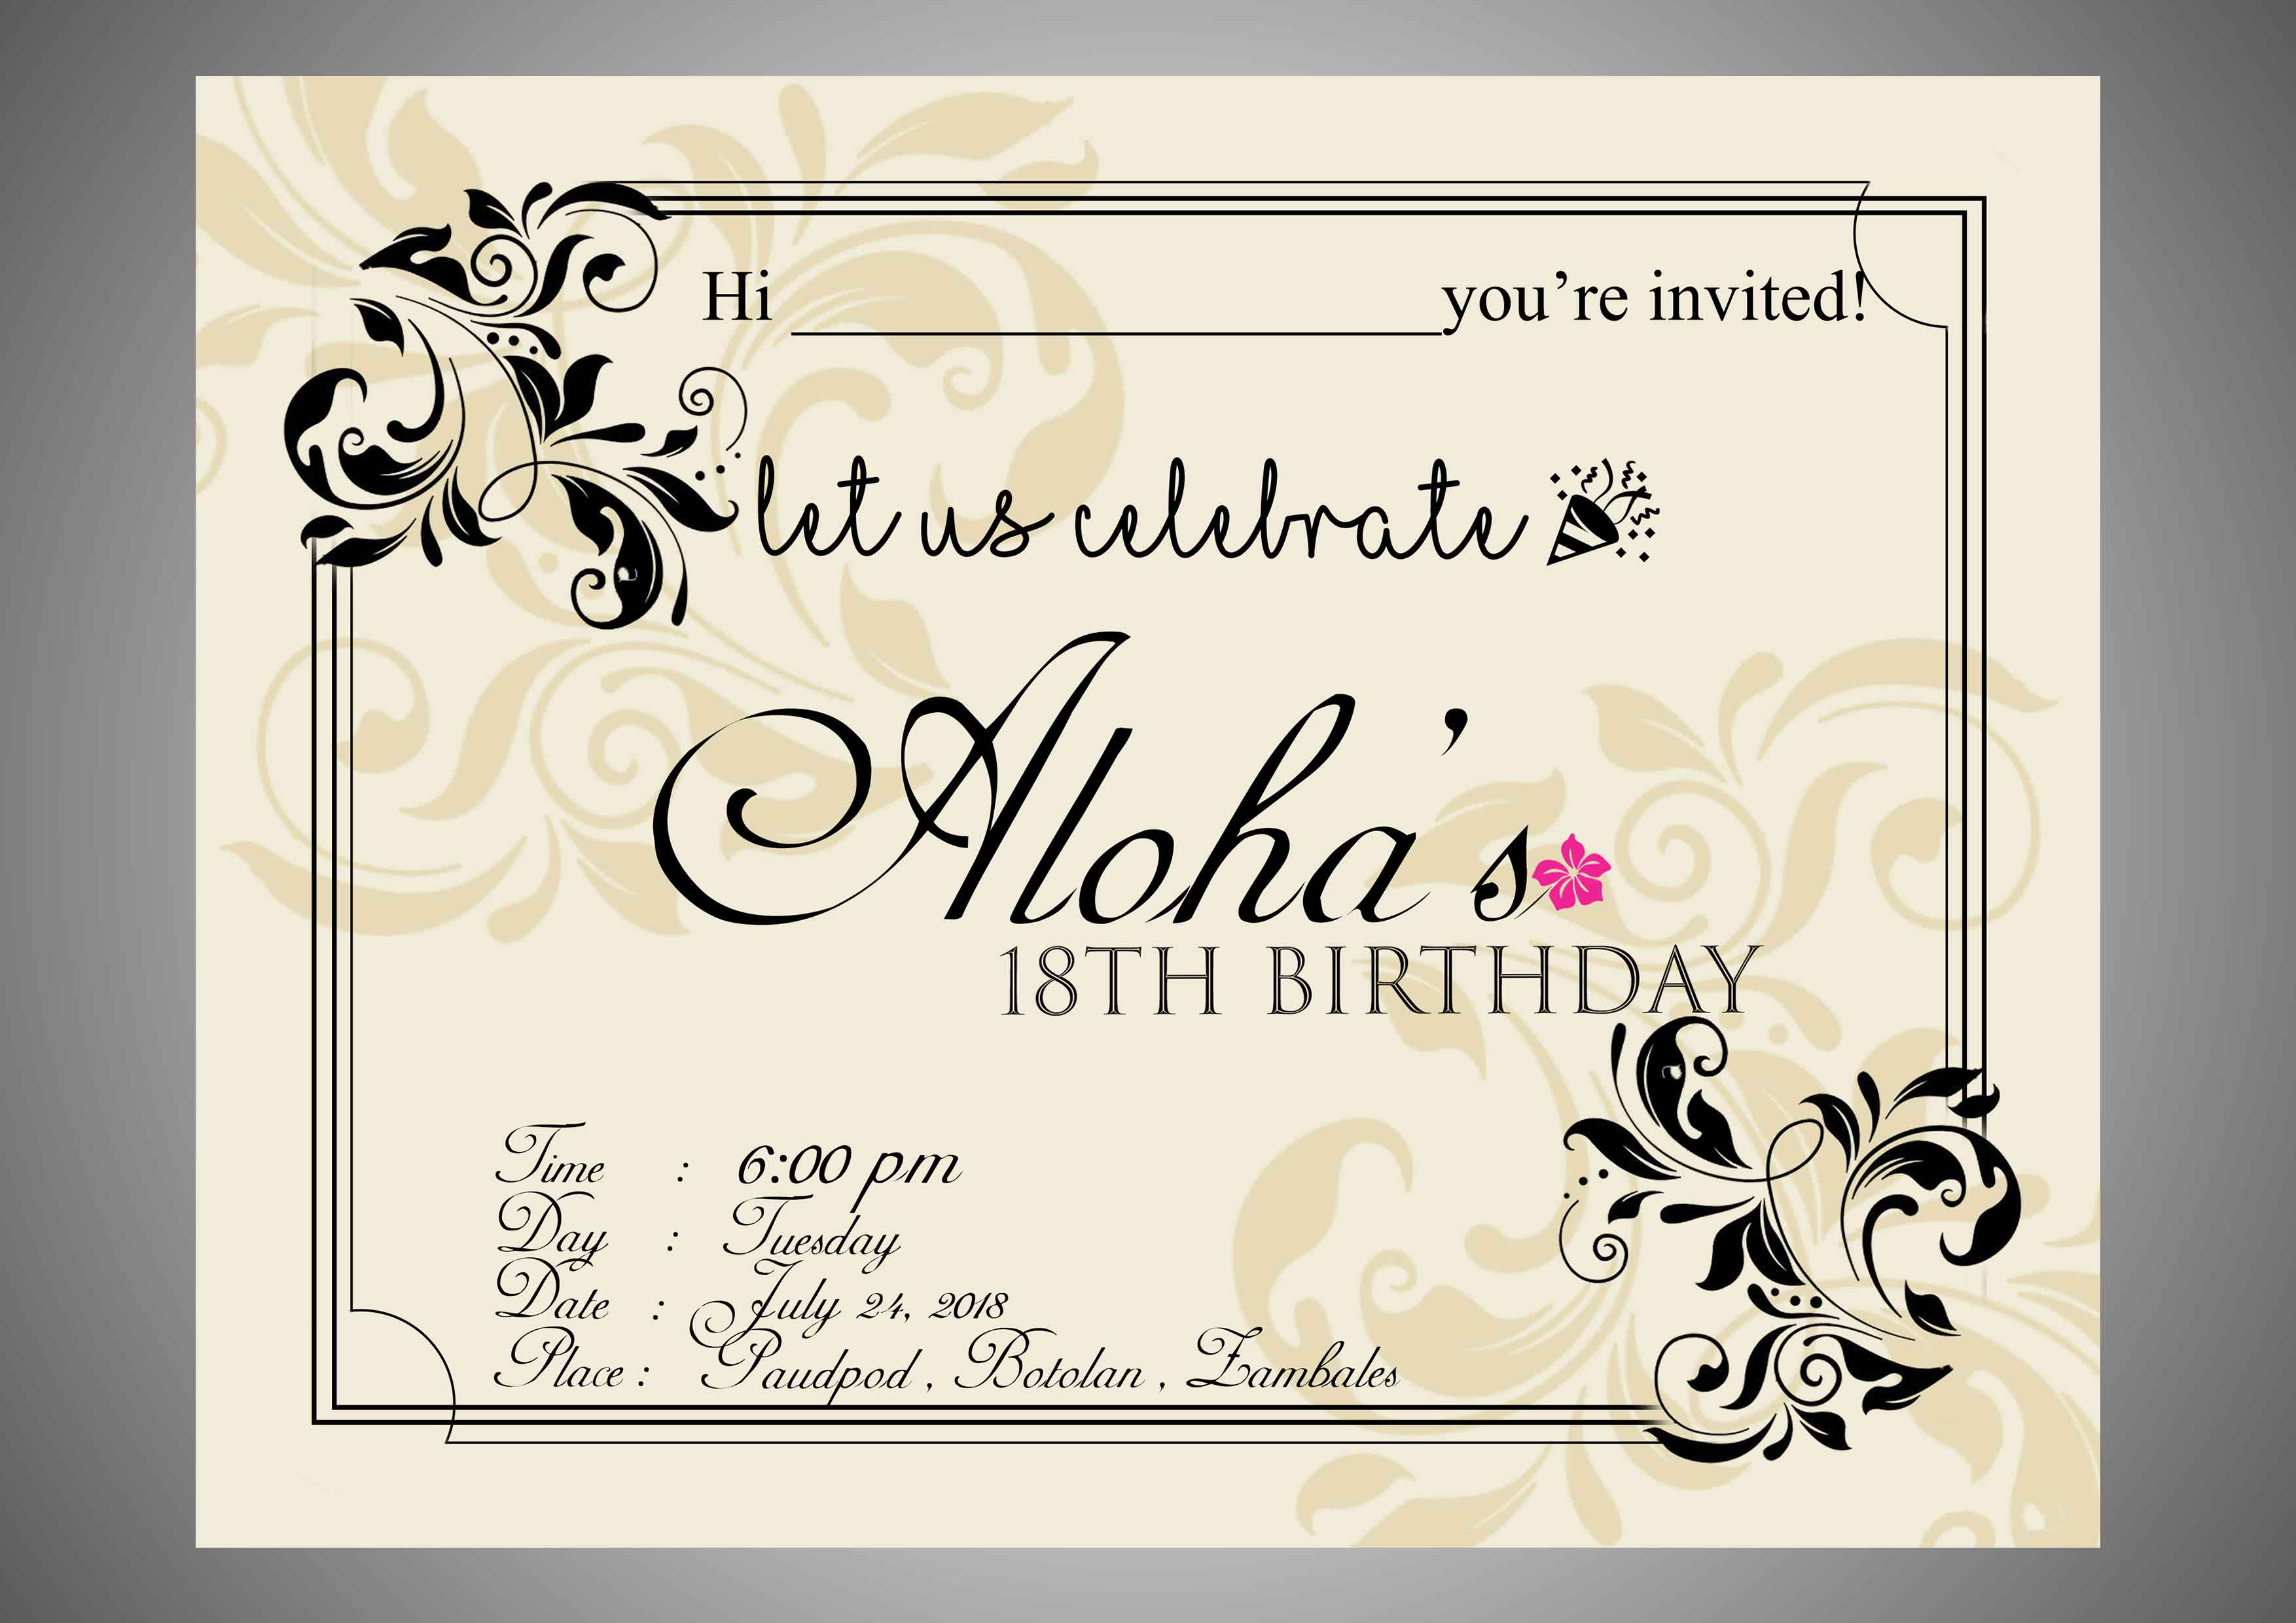 Hi ____________________you're invited!
let us celebrate
Aloha's
18TH BIRTHDAY
Time : 6:00 pm
Day : Tuesday
Date : July 24, 2018
Place : Paudpod , Botolan , Zambales